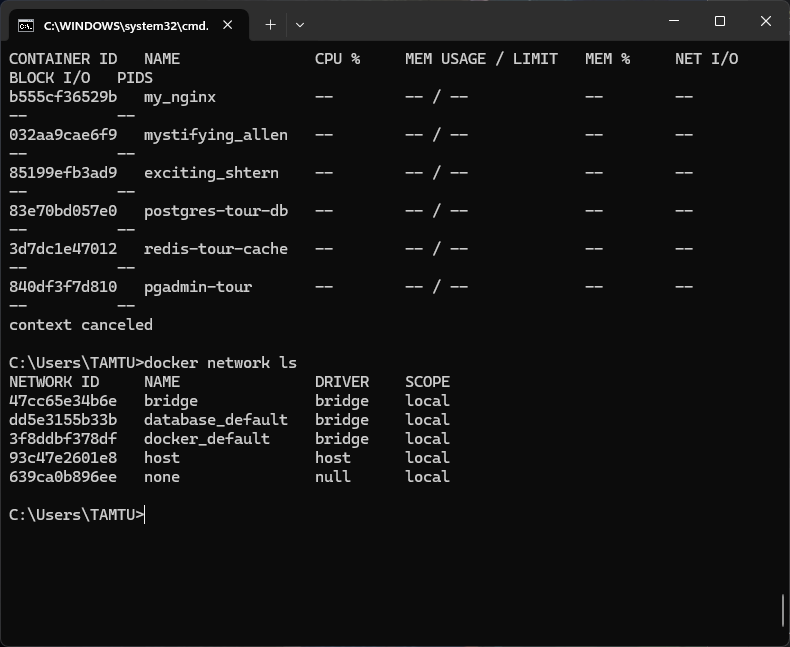 C:\WINDOWS\system32\cmd.
CONTAINER ID   NAME               CPU %     MEM USAGE / LIMIT   MEM %     NET I/O
BLOCK I/O   PIDS
b555cf36529b   my_nginx           --        -- / --             --        --
--          --
032aa9cae6f9   mystifying_allen   --        -- / --             --        --
--          --
85199efb3ad9   exciting_shtern    --        -- / --             --        --
--          --
83e70bd057e0   postgres-tour-db   --        -- / --             --        --
--          --
3d7dc1e47012   redis-tour-cache   --        -- / --             --        --
--          --
840df3f7d810   pgadmin-tour       --        -- / --             --        --
--          --
context canceled
C:\Users\TAMTU>docker network ls
NETWORK ID     NAME               DRIVER    SCOPE
47cc65e34b6e   bridge             bridge    local
dd5e3155b33b   database_default   bridge    local
3f8ddbf378df   docker_default     bridge    local
93c47e2601e8   host               host      local
639ca0b896ee   none               null      local
C:\Users\TAMTU>